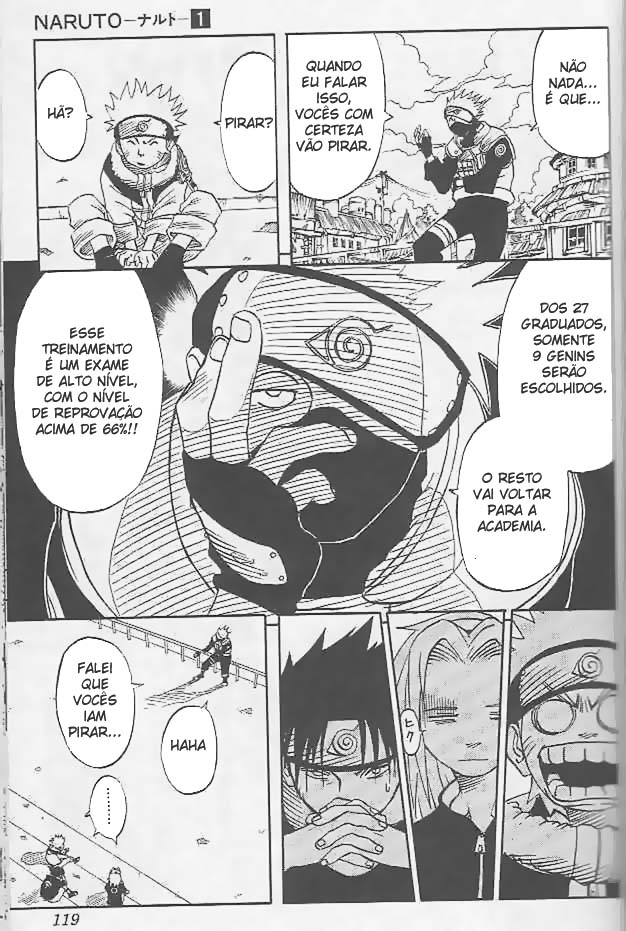 NARUTO—ナルト—1
NÃO
NADA...
É QUE...
QUANDO
EU FALAR
ISSO,
VOCÊS COM
CERTEZA
VÃO PIRAR.
PIRAR?
HÃ?
DOS 27
GRADUADOS,
SOMENTE
9 GENINS
SERÃO
ESCOLHIDOS.
O RESTO
VAI VOLTAR
PARA A
ACADEMIA.
ESSE
TREINAMENTO
É UM EXAME
DE ALTO NÍVEL,
COM O NÍVEL
DE REPROVAÇÃO
ACIMA DE 66%!!
ヒク
HAHA
FALEI
QUE
VOCÊS
IAM
PIRAR...
......
119